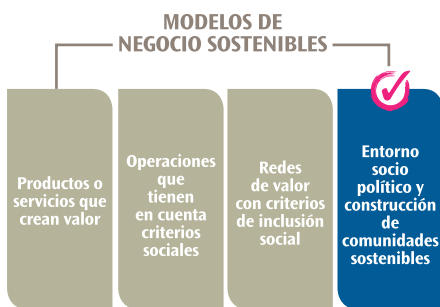 MODELOS DE
NEGOCIO SOSTENIBLES
Productos o
servicios que
crean valor
Operaciones
que
tienen
en cuenta
criterios
sociales
Redes
de valor
con criterios
de inclusión
social
Entorno
socio
político y
construcción
de
comunidades
sostenibles